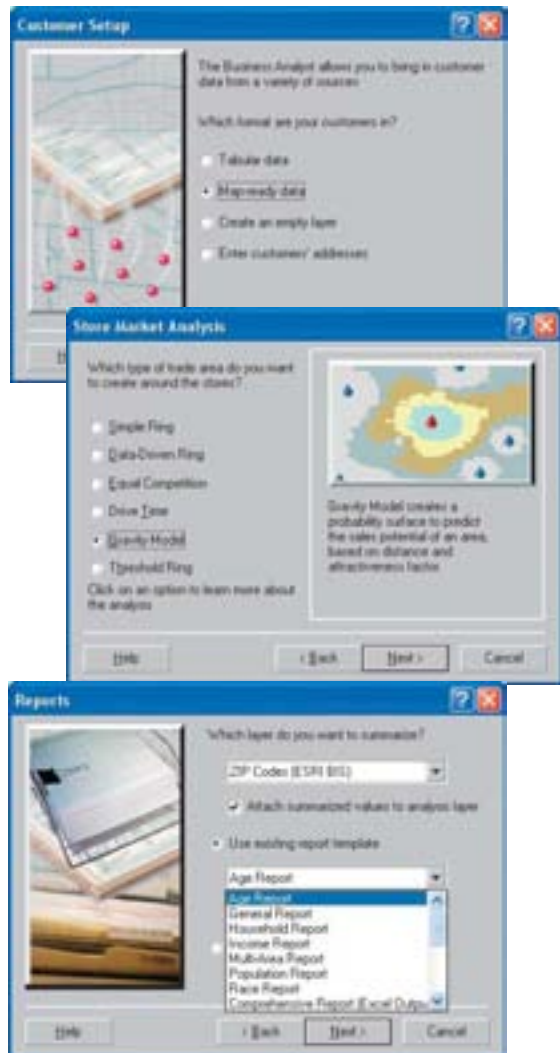 Customer Setup
The Business Analyst allows you to bring in customer
data from a variety of sources
Which format are your customers in?
Tabular data
Map-ready data
Create an empty layer
Enter customers' addresses
Store Market Analysis
Which type of trade area do you want
to create around the stores?
Simple Ring
Data-Driven Ring
Equal Competition
Drive Time
Gravity Model
Threshold Ring
Click on an option to learn more about
the analysis
Gravity Model creates a
probability surface to predict
the sales potential of an area,
based on distance and
attractiveness factor
Help
< Back
Next >
Cancel
Reports
Which layer do you want to summarize?
ZIP Codes (ESRI BIS)
Attach summarized values to analysis layer
Use existing report template
Age Report
Age Report
General Report
Household Report
Income Report
Multi-Area Report
Population Report
Race Report
Comprehensive Report (Excel Output
Help
< Back
Next >
Cancel